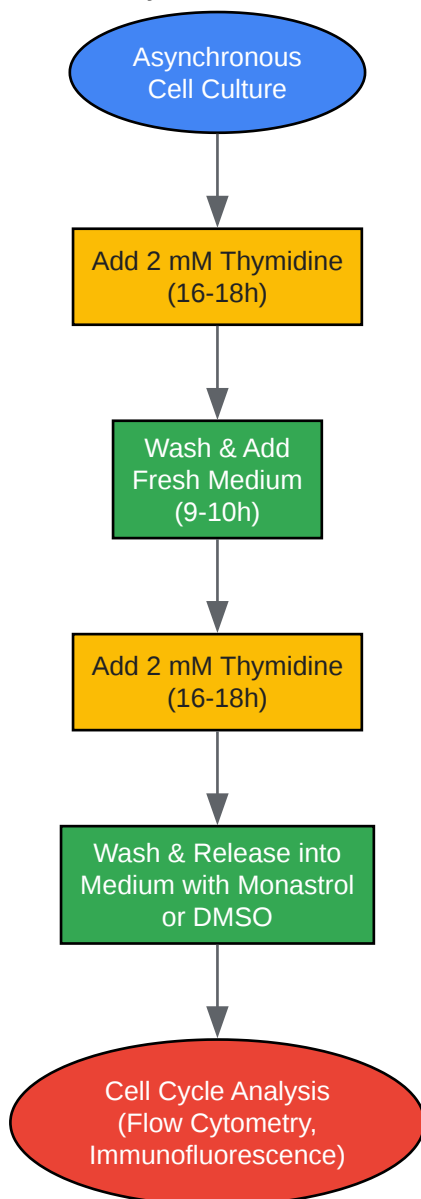 Asynchronous
Cell Culture
Add 2 mM Thymidine
(16-18h)
Wash & Add
Fresh Medium
(9-10h)
Add 2 mM Thymidine
(16-18h)
Wash & Release into
Medium with Monastrol
or DMSO
Cell Cycle Analysis
(Flow Cytometry,
Immunofluorescence)